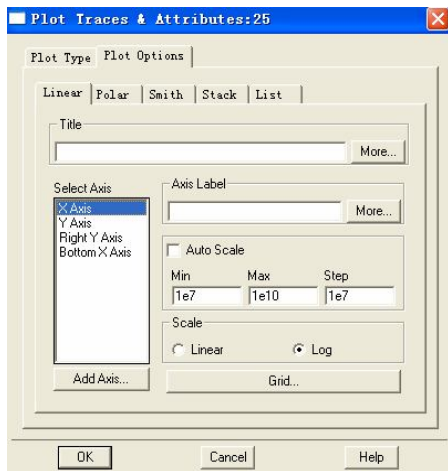 Plot Traces & Attributes:25
Plot Type Plot Options
Linear Polar Smith Stack List
Title
More...
Select Axis
X Axis
Y Axis
Right Y Axis
Bottom X Axis
Add Axis...
Axis Label
More...
Auto Scale
Min Max Step
1e7 1e10 1e7
Scale
Linear Log
Grid...
OK Cancel Help